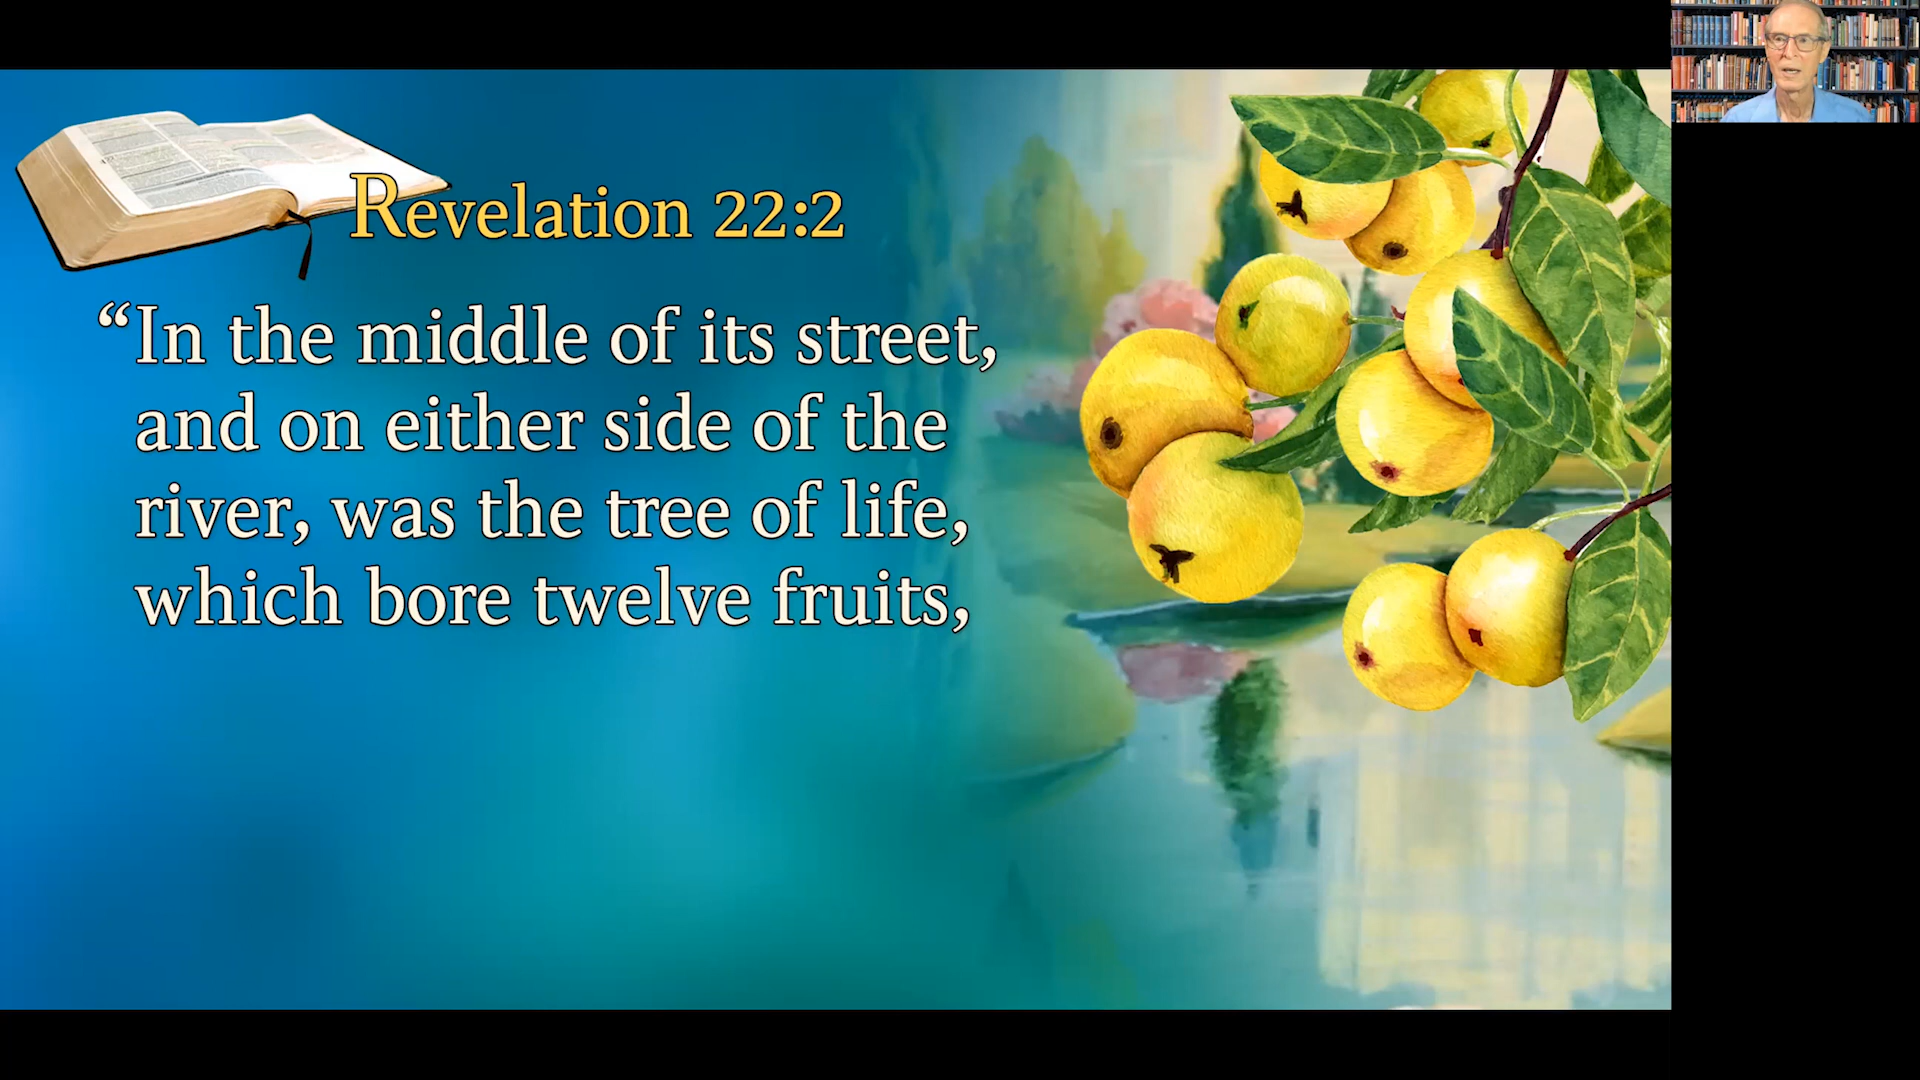 Revelation 22:2
“In the middle of its street,
and on either side of the
river, was the tree of life,
which bore twelve fruits,